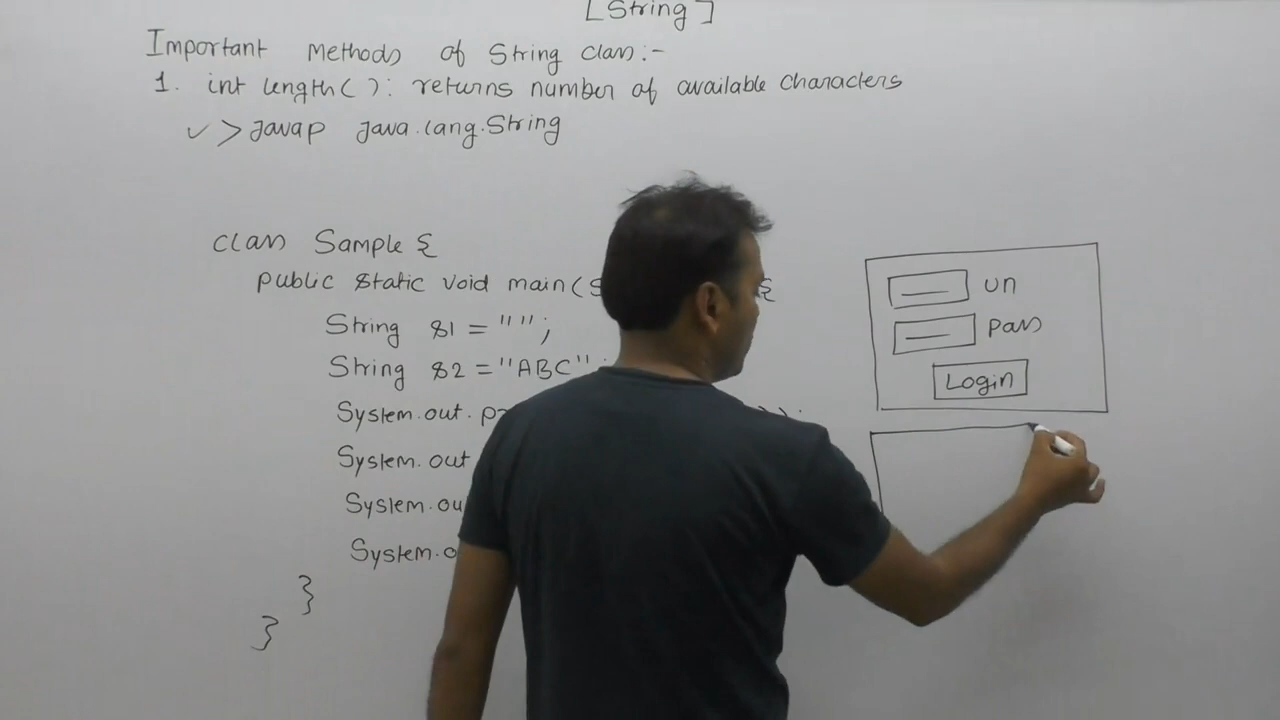 [String]
Important Methods of String class:-
1. int length(): returns number of available characters
✓ >Javap Java.lang.String
class Sample {
public static void main( {
String s1 = "";
String s2 = "ABC"
System.out.p ));
System.out
System.ou
System.o
}
}
un
pass
Login